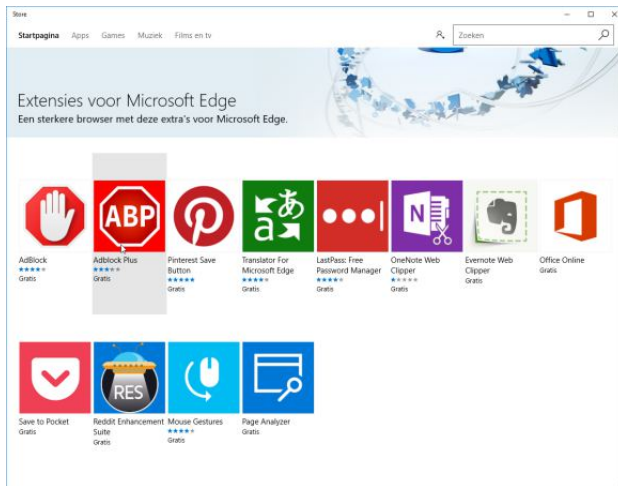 Store
Startpagina Apps Games Muziek Films en tv Zoeken
Extensies voor Microsoft Edge
Een sterkere browser met deze extra's voor Microsoft Edge.
ABP
あ
a
N
AdBlock
Gratis
Adblock Plus
Gratis
Pinterest Save
Button
Gratis
Translator For
Microsoft Edge
Gratis
LastPass: Free
Password Manager
Gratis
OneNote Web
Clipper
Gratis
Evernote Web
Clipper
Gratis
Office Online
Gratis
RES
Save to Pocket
Gratis
Reddit Enhancement
Suite
Gratis
Mouse Gestures
Gratis
Page Analyzer
Gratis